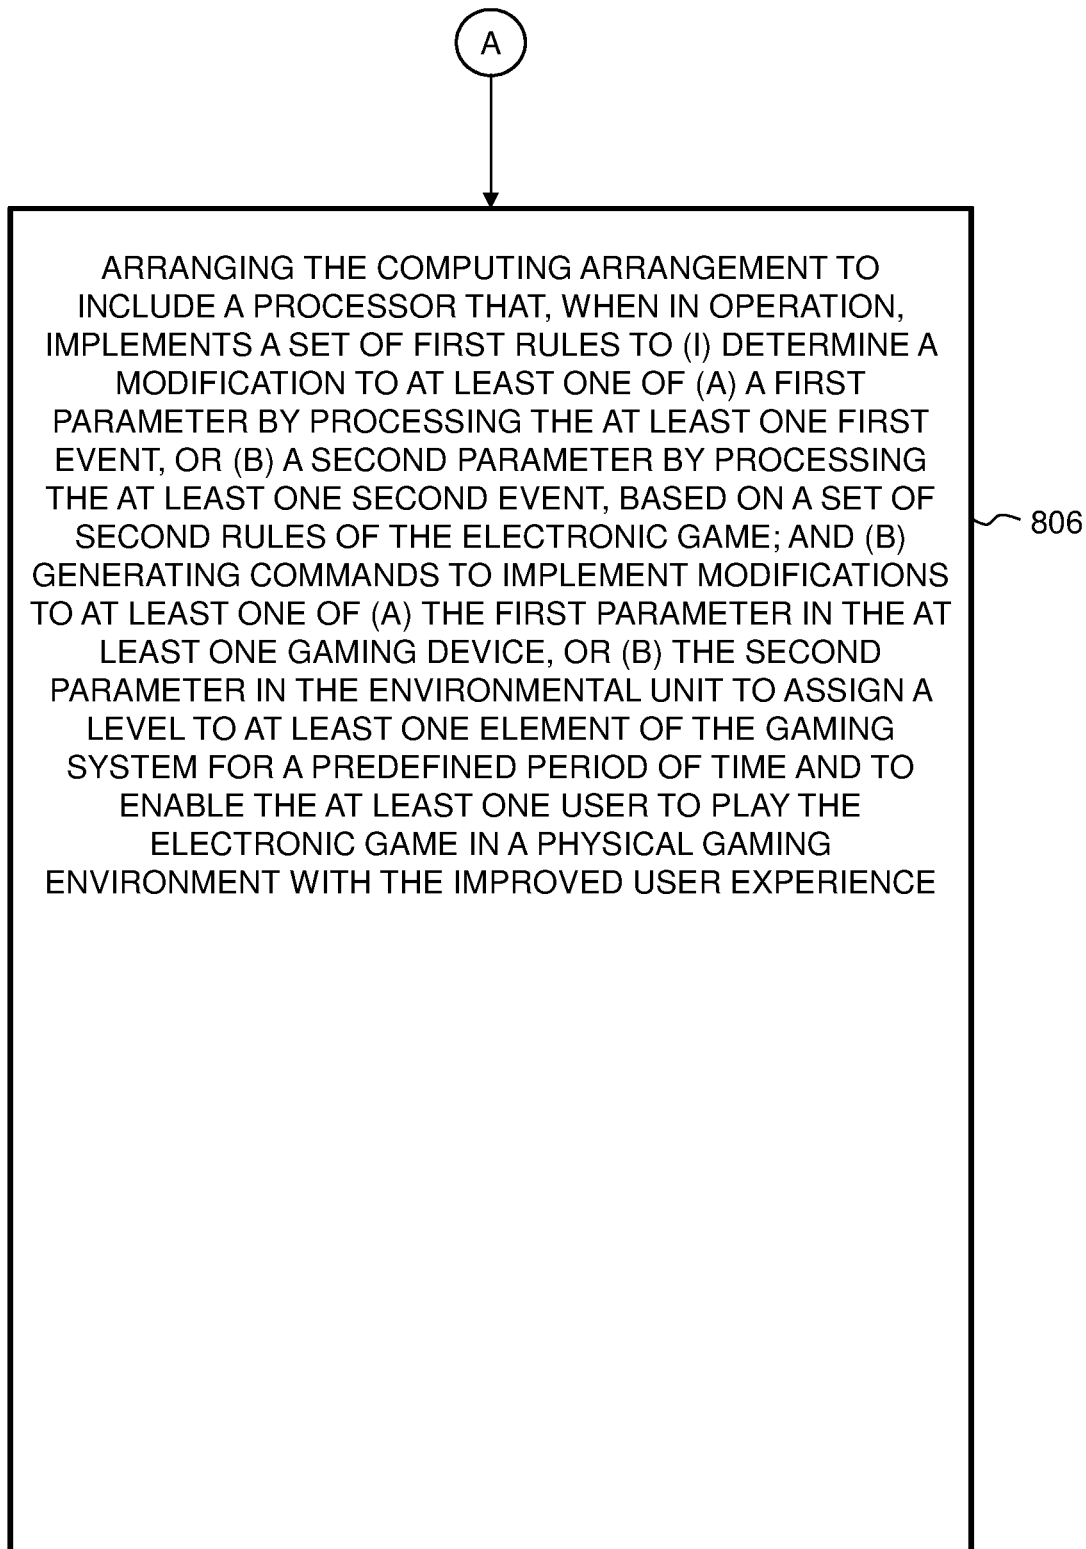 A
ARRANGING THE COMPUTING ARRANGEMENT TO
INCLUDE A PROCESSOR THAT, WHEN IN OPERATION,
IMPLEMENTS A SET OF FIRST RULES TO (I) DETERMINE A
MODIFICATION TO AT LEAST ONE OF (A) A FIRST
PARAMETER BY PROCESSING THE AT LEAST ONE FIRST
EVENT, OR (B) A SECOND PARAMETER BY PROCESSING
THE AT LEAST ONE SECOND EVENT, BASED ON A SET OF
SECOND RULES OF THE ELECTRONIC GAME; AND (B)
GENERATING COMMANDS TO IMPLEMENT MODIFICATIONS
TO AT LEAST ONE OF (A) THE FIRST PARAMETER IN THE AT
LEAST ONE GAMING DEVICE, OR (B) THE SECOND
PARAMETER IN THE ENVIRONMENTAL UNIT TO ASSIGN A
LEVEL TO AT LEAST ONE ELEMENT OF THE GAMING
SYSTEM FOR A PREDEFINED PERIOD OF TIME AND TO
ENABLE THE AT LEAST ONE USER TO PLAY THE
ELECTRONIC GAME IN A PHYSICAL GAMING
ENVIRONMENT WITH THE IMPROVED USER EXPERIENCE
806